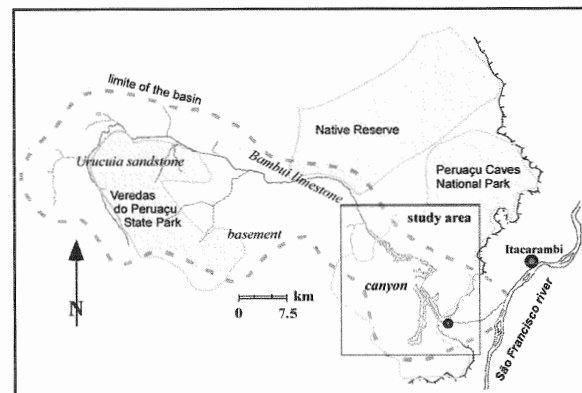 limite of the basin
Native Reserve
Urucuia sandstone
Bambui limestone
Peruaçu Caves
National Park
Veredas
do Peruaçu
State Park
study area
basement
Itacarambi
canyon
N
km
0 7.5
São Francisco river